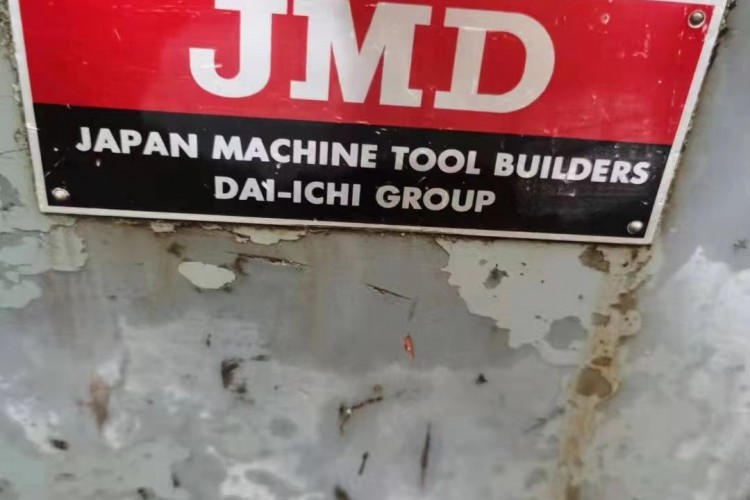 JMD
JAPAN MACHINE TOOL BUILDERS
DAI-ICHI GROUP